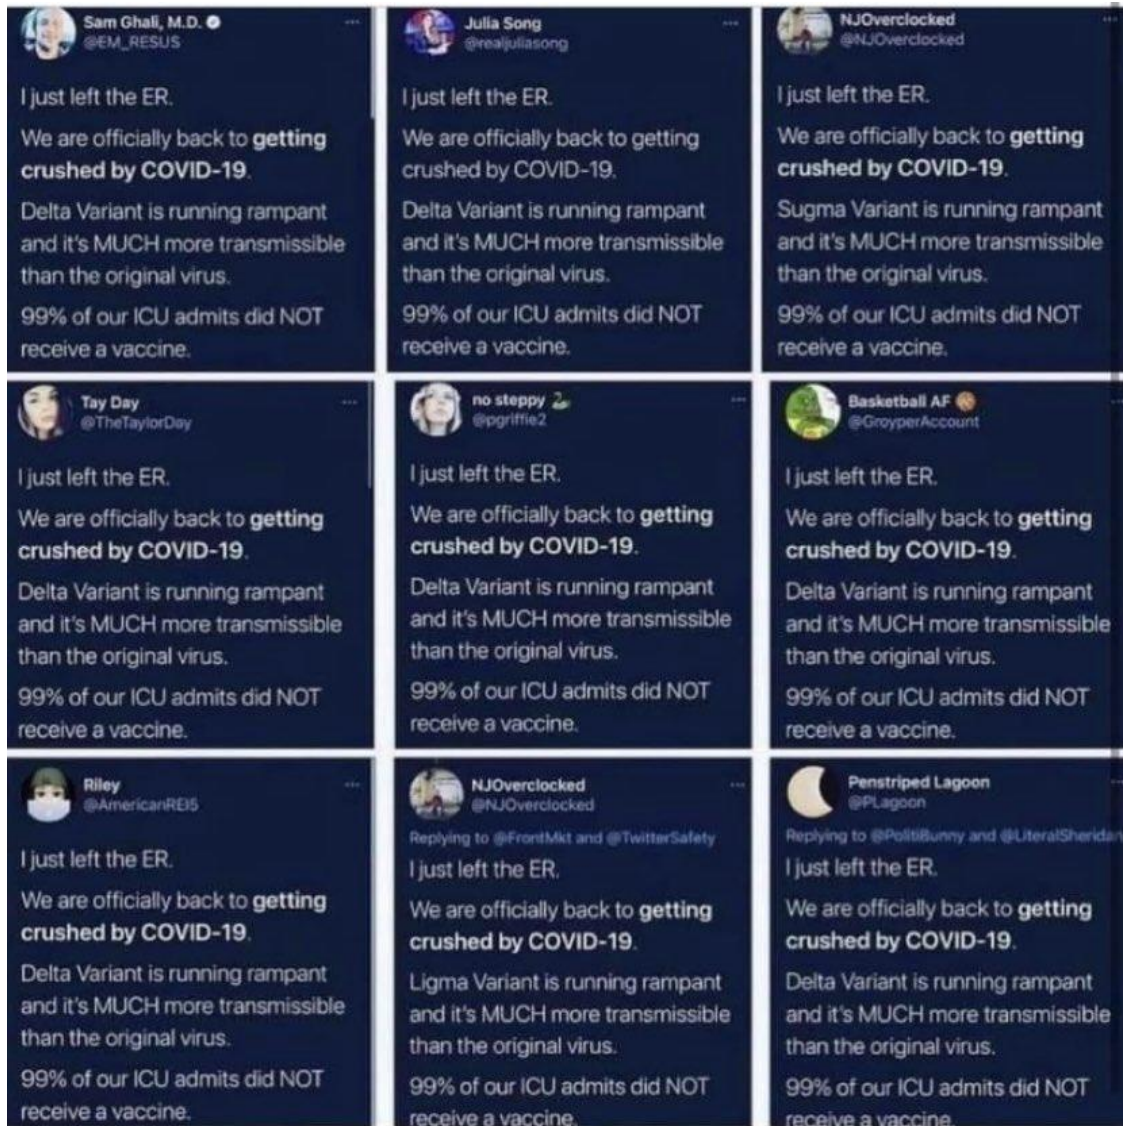 Sam Ghali, M.D.
@EM_RESUS
I just left the ER.
We are officially back to getting
crushed by COVID-19.
Delta Variant is running rampant
and it's MUCH more transmissible
than the original virus.
99% of our ICU admits did NOT
receive a vaccine.
Julia Song
@realjuliasong
I just left the ER.
We are officially back to getting
crushed by COVID-19.
Delta Variant is running rampant
and it's MUCH more transmissible
than the original virus.
99% of our ICU admits did NOT
receive a vaccine.
NJOverclocked
@NJOverclocked
I just left the ER.
We are officially back to getting
crushed by COVID-19.
Sugma Variant is running rampant
and it's MUCH more transmissible
than the original virus.
99% of our ICU admits did NOT
receive a vaccine.
Tay Day
@TheTaylorDay
I just left the ER.
We are officially back to getting
crushed by COVID-19.
Delta Variant is running rampant
and it's MUCH more transmissible
than the original virus.
99% of our ICU admits did NOT
receive a vaccine.
no steppy
@pgriffie2
I just left the ER.
We are officially back to getting
crushed by COVID-19.
Delta Variant is running rampant
and it's MUCH more transmissible
than the original virus.
99% of our ICU admits did NOT
receive a vaccine.
Basketball AF
@GroyperAccount
I just left the ER.
We are officially back to getting
crushed by COVID-19.
Delta Variant is running rampant
and it's MUCH more transmissible
than the original virus.
99% of our ICU admits did NOT
receive a vaccine.
Riley
@AmericanREI5
I just left the ER.
We are officially back to getting
crushed by COVID-19.
Delta Variant is running rampant
and it's MUCH more transmissible
than the original virus.
99% of our ICU admits did NOT
receive a vaccine.
NJOverclocked
@NJOverclocked
Replying to @FrontMkt and @TwitterSafety
I just left the ER.
We are officially back to getting
crushed by COVID-19.
Ligma Variant is running rampant
and it's MUCH more transmissible
than the original virus.
99% of our ICU admits did NOT
receive a vaccine.
Penstriped Lagoon
@PLagoon
Replying to @PolitiBunny and @LiteralSheridan
I just left the ER.
We are officially back to getting
crushed by COVID-19.
Delta Variant is running rampant
and it's MUCH more transmissible
than the original virus.
99% of our ICU admits did NOT
receive a vaccine.